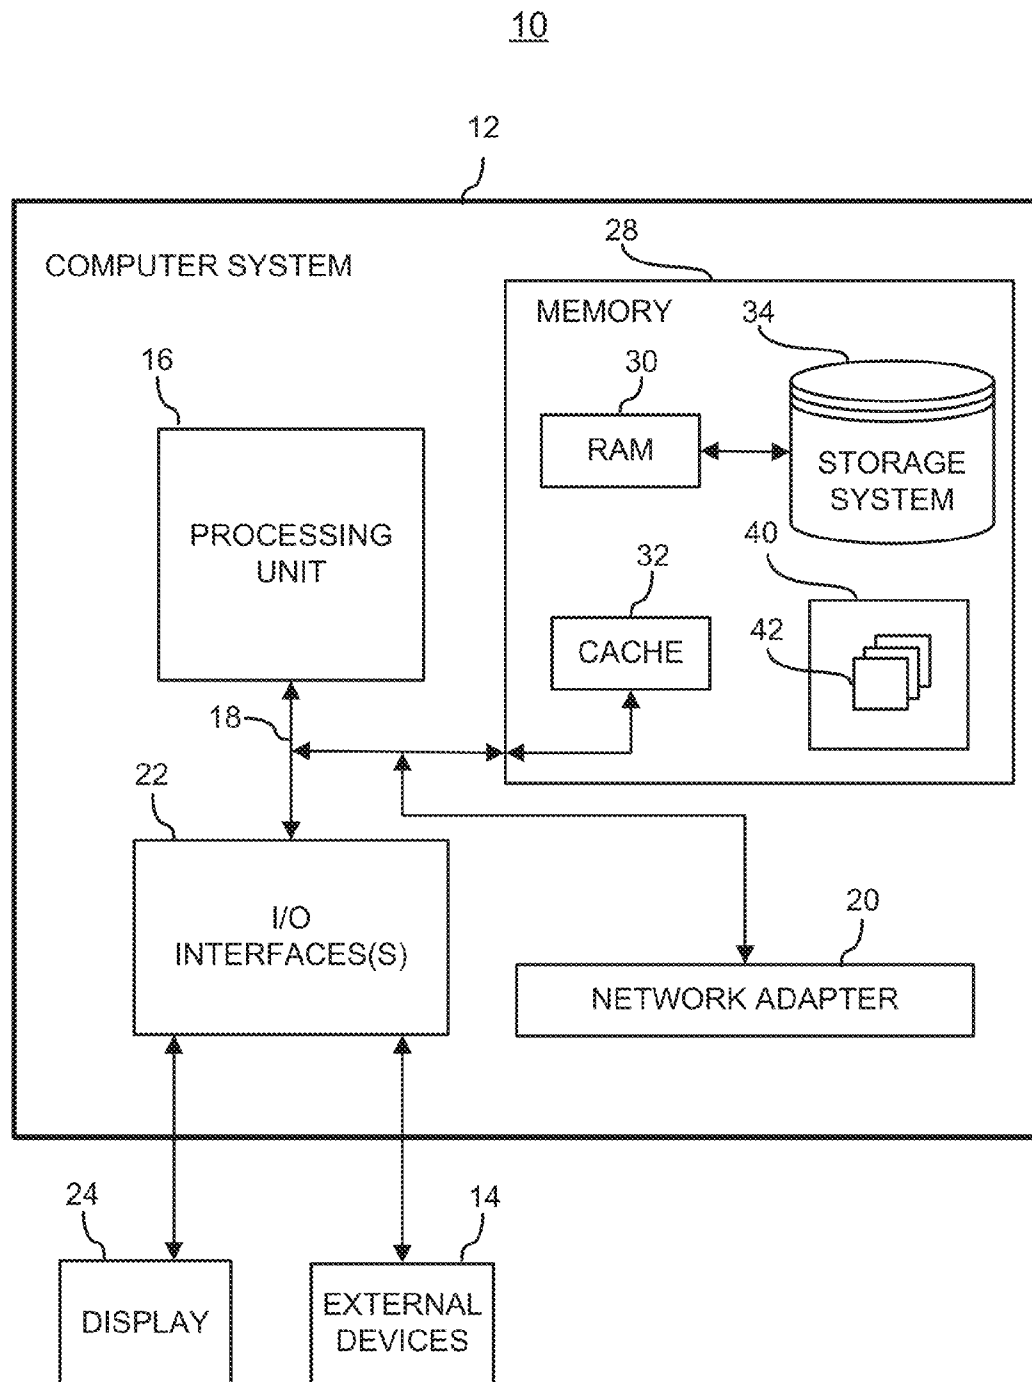 10
12
COMPUTER SYSTEM
28
MEMORY
34
16
30
RAM
STORAGE
SYSTEM
PROCESSING
UNIT
40
32
42
CACHE
18
22
I/O
INTERFACES(S)
20
NETWORK ADAPTER
24
14
DISPLAY
EXTERNAL
DEVICES